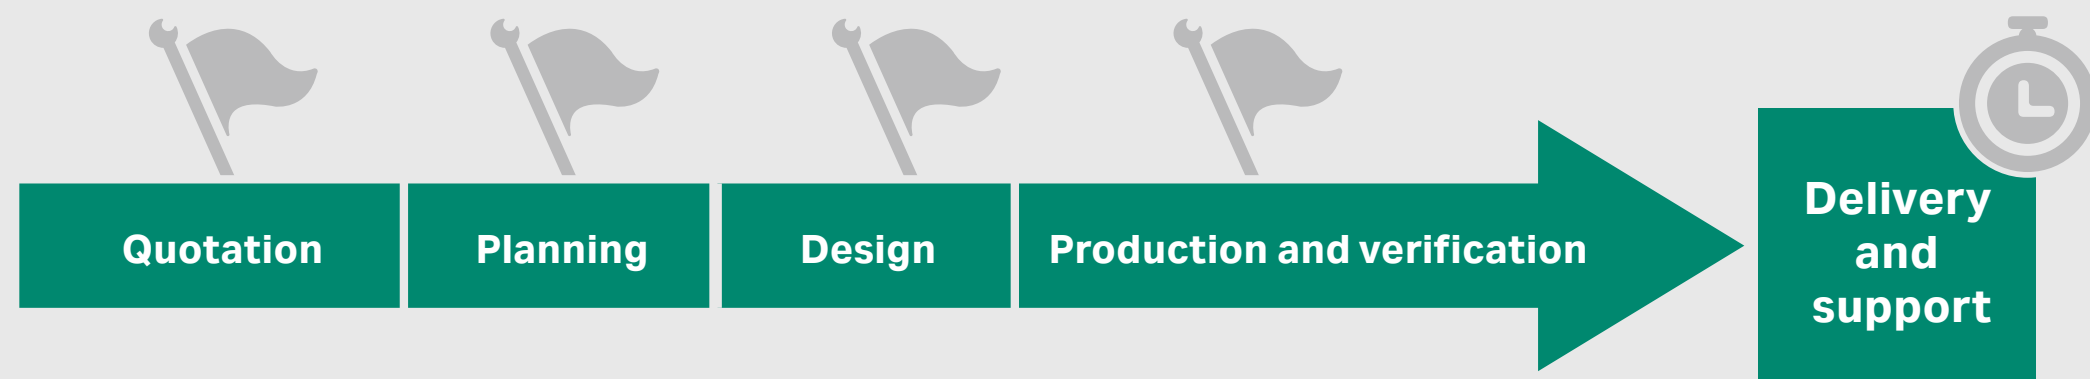 Quotation
Planning
Design
Production and verification
Delivery
and
support